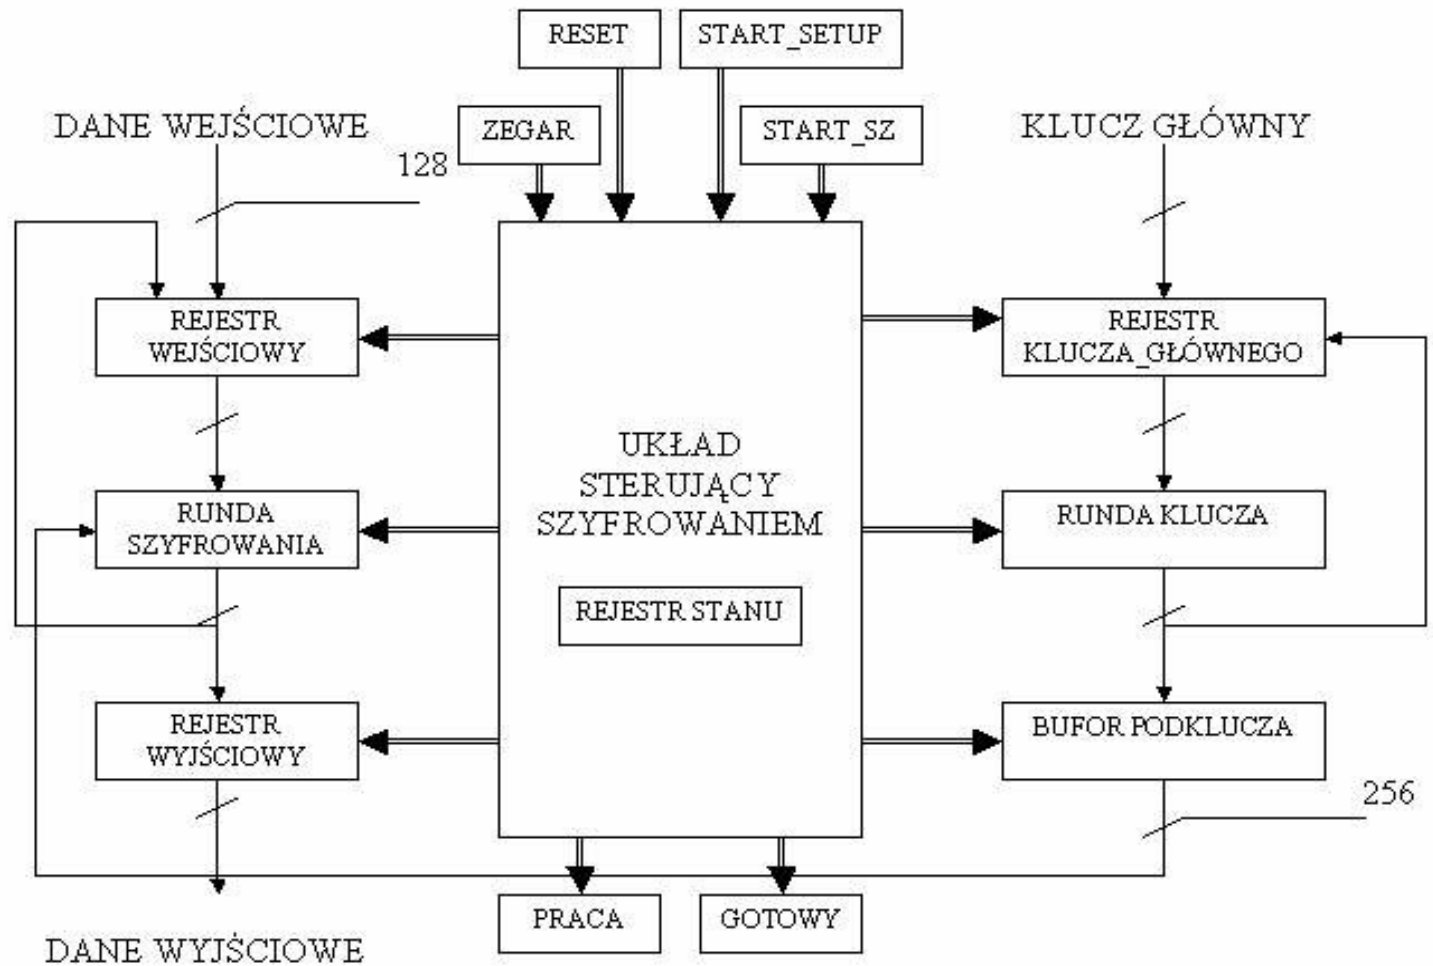 RESET
START_SETUP
DANE WEJŚCIOWE
ZEGAR
START_SZ
KLUCZ GŁÓWNY
128
REJESTR
WEJŚCIOWY
REJESTR
KLUCZA_GŁÓWNEGO
UKŁAD
STERUJĄCY
SZYFROWANIEM
RUNDA
SZYFROWANIA
RUNDA KLUCZA
REJESTR STANU
REJESTR
WYJŚCIOWY
BUFOR PODKLUCZA
256
PRACA
GOTOWY
DANE WYJŚCIOWE